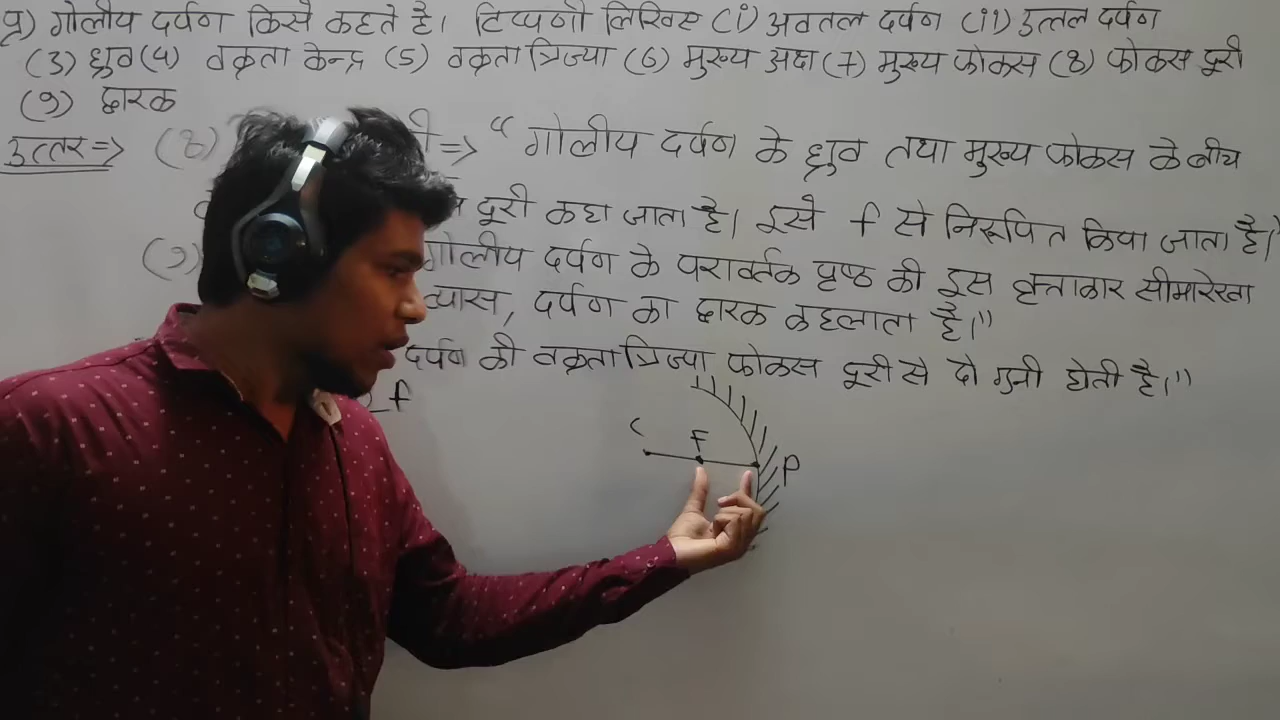 प्र) गोलीय दर्पण किसे कहते है। टिप्पणी लिखिए (i) अवतल दर्पण (ii) उत्तल दर्पण
(3) ध्रुव (4) वक्रता केन्द्र (5) वक्रता त्रिज्या (6) मुख्य अक्ष (7) मुख्य फोकस (8) फोकस दूरी
(9) द्वारक
उत्तर => (8) => “ गोलीय दर्पण के ध्रुव तथा मुख्य फोकस के बीच
दूरी कहा जाता है। इसे f से निरूपित किया जाता है।
(9) गोलीय दर्पण के परावर्तक पृष्ठ की इस वृत्ताकार सीमारेखा
व्यास, दर्पण का द्वारक कहलाता है।”
दर्पण की वक्रता त्रिज्या फोकस दूरी से दो गुनी होती है।”
2f
C F P